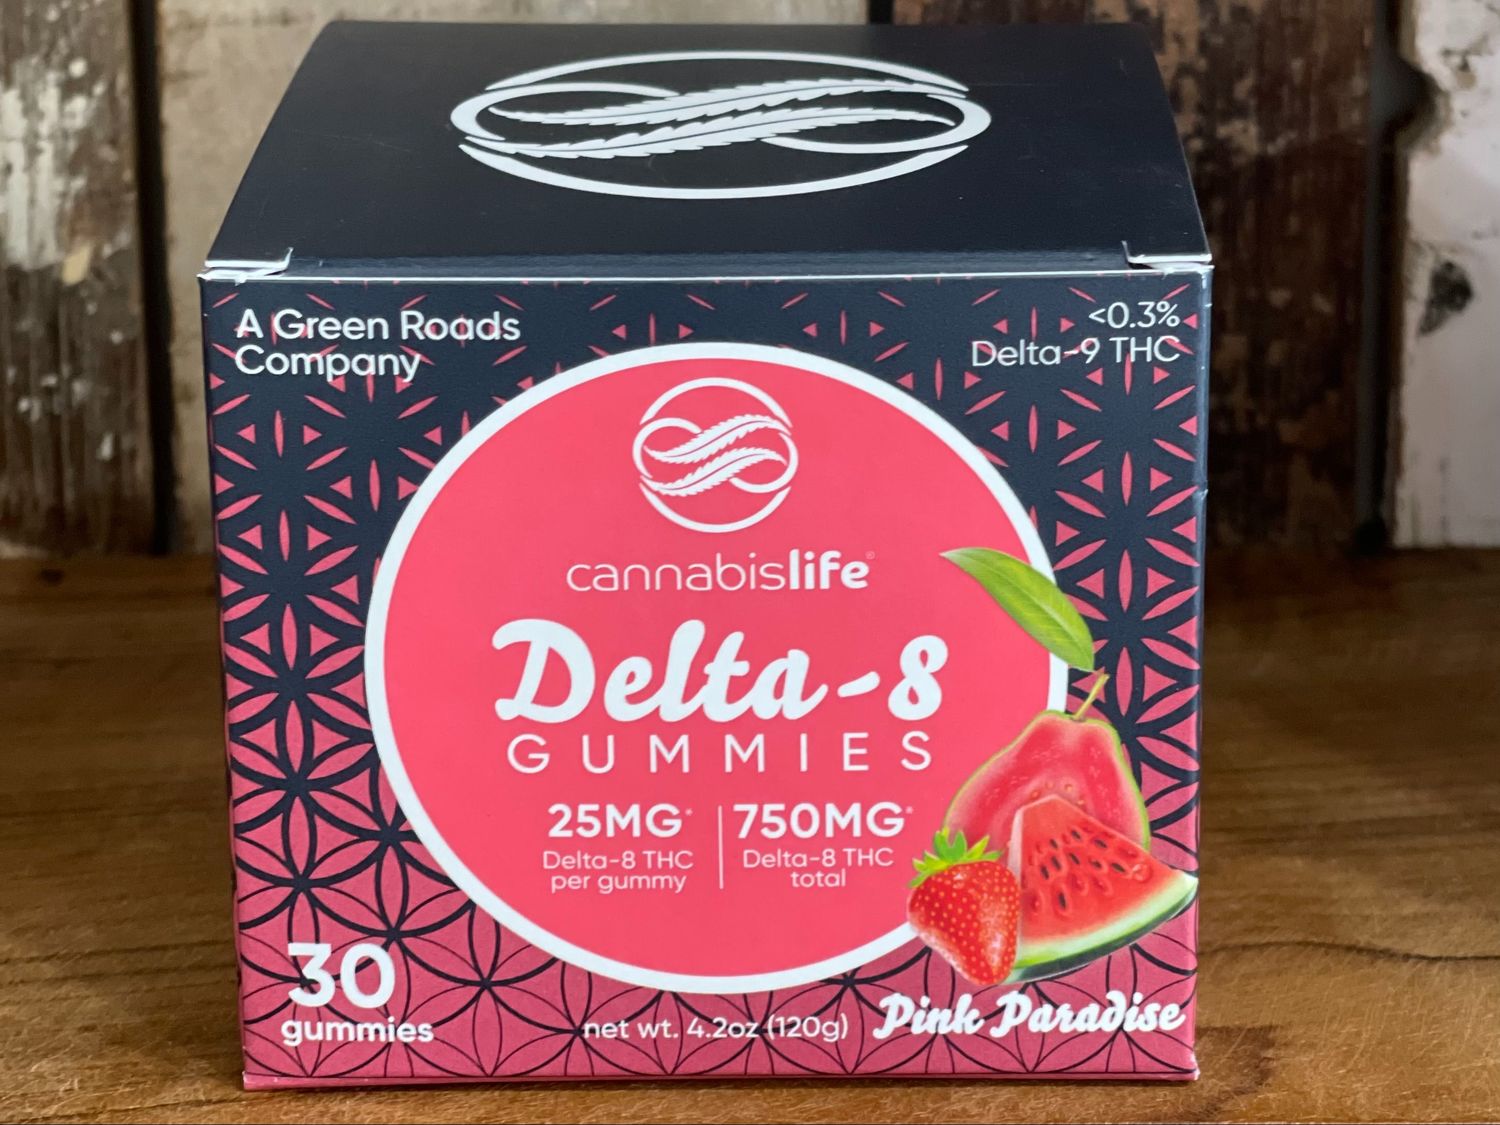 A Green Roads
Company
<0.3%
Delta-9 THC
cannabislife®
Delta-8
GUMMIES
25MG*
Delta-8 THC
per gummy
750MG*
Delta-8 THC
total
30
gummies
net wt. 4.2oz (120g)
Pink Paradise